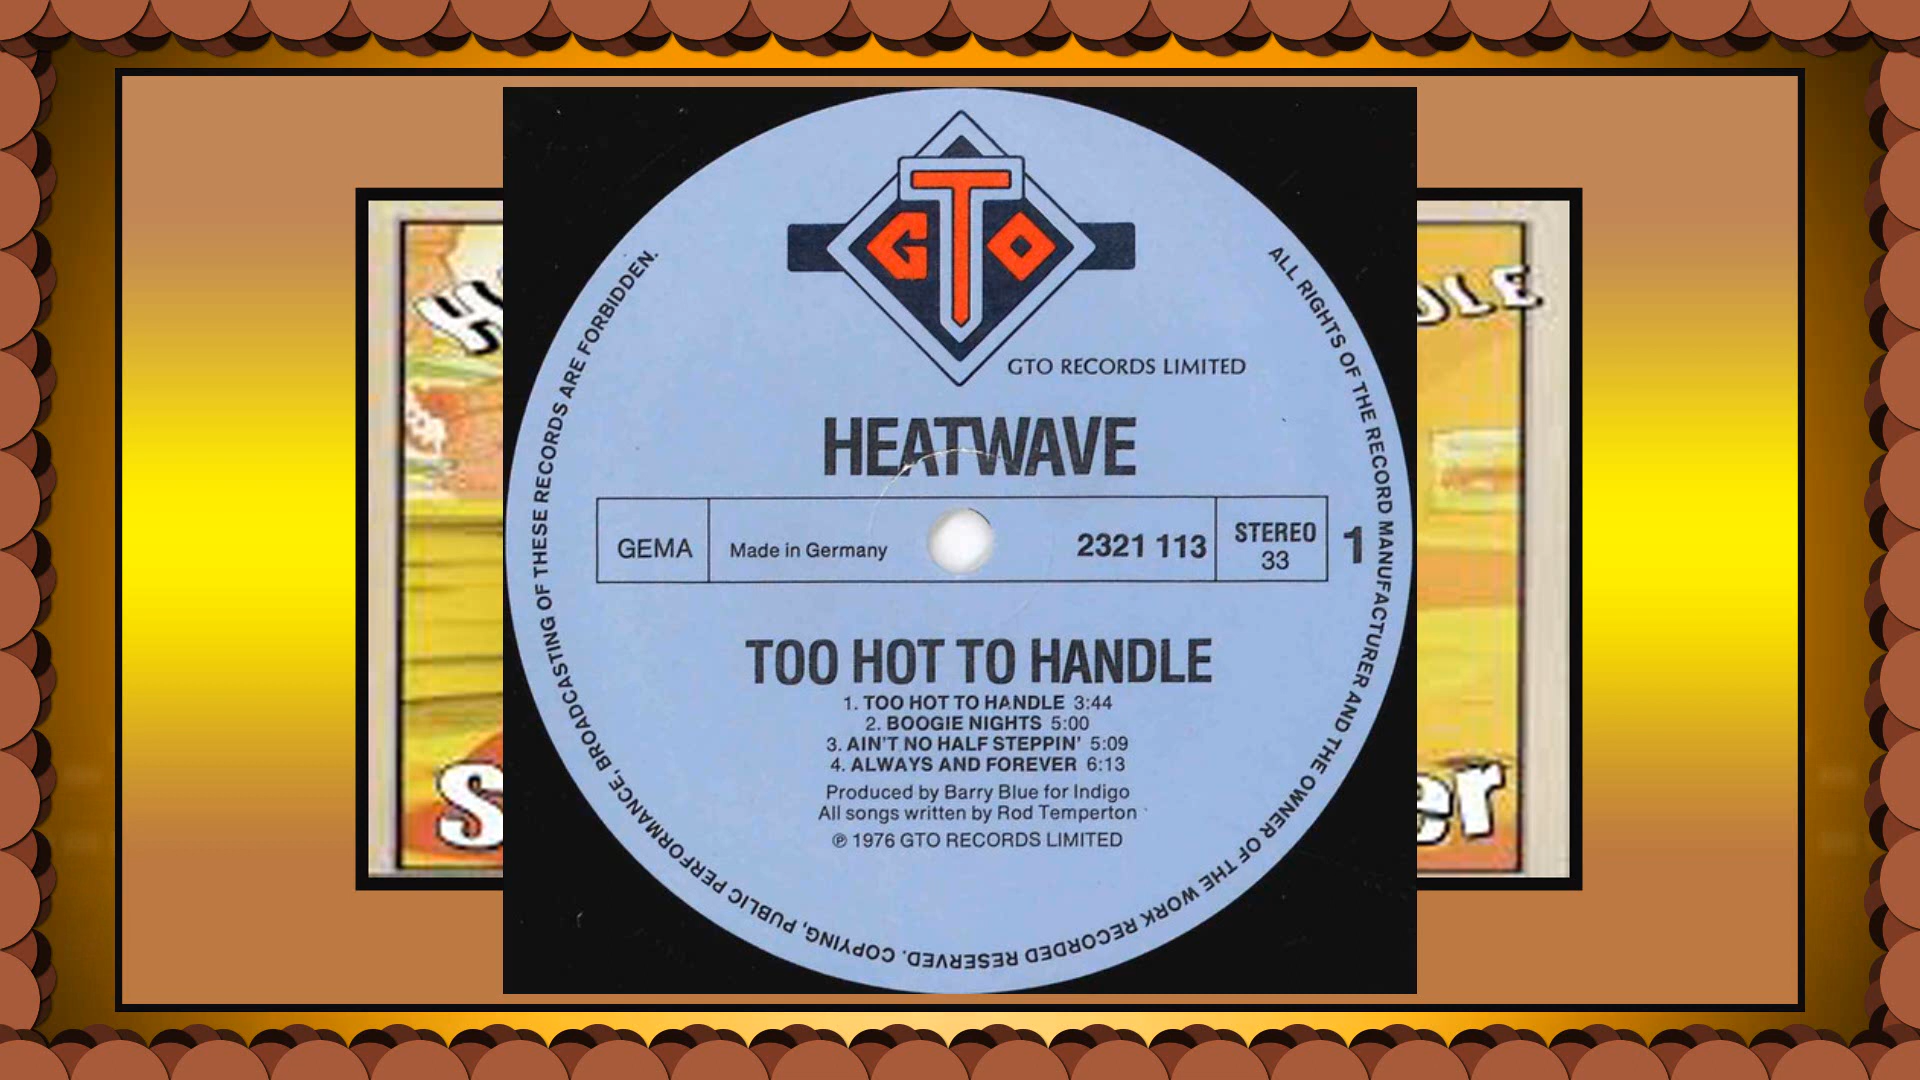 GTO
GTO RECORDS LIMITED
HEATWAVE
GEMA
Made in Germany
2321 113
STEREO
33
1
TOO HOT TO HANDLE
1. TOO HOT TO HANDLE 3:44
2. BOOGIE NIGHTS 5:00
3. AIN'T NO HALF STEPPIN' 5:09
4. ALWAYS AND FOREVER 6:13
Produced by Barry Blue for Indigo
All songs written by Rod Temperton
℗ 1976 GTO RECORDS LIMITED
ALL RIGHTS OF THE RECORD MANUFACTURER AND THE OWNER OF THE WORK RECORDED RESERVED. COPYING, PUBLIC PERFORMANCE, BROADCASTING OF THESE RECORDS ARE FORBIDDEN.